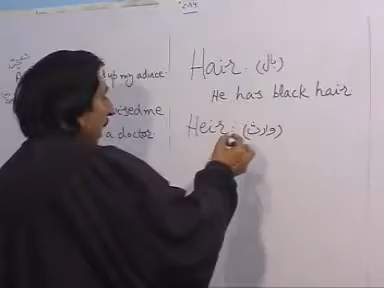 up my advice.
ised me
a doctor
Hair. (بال)
He has black hair
Heir. (وارث)